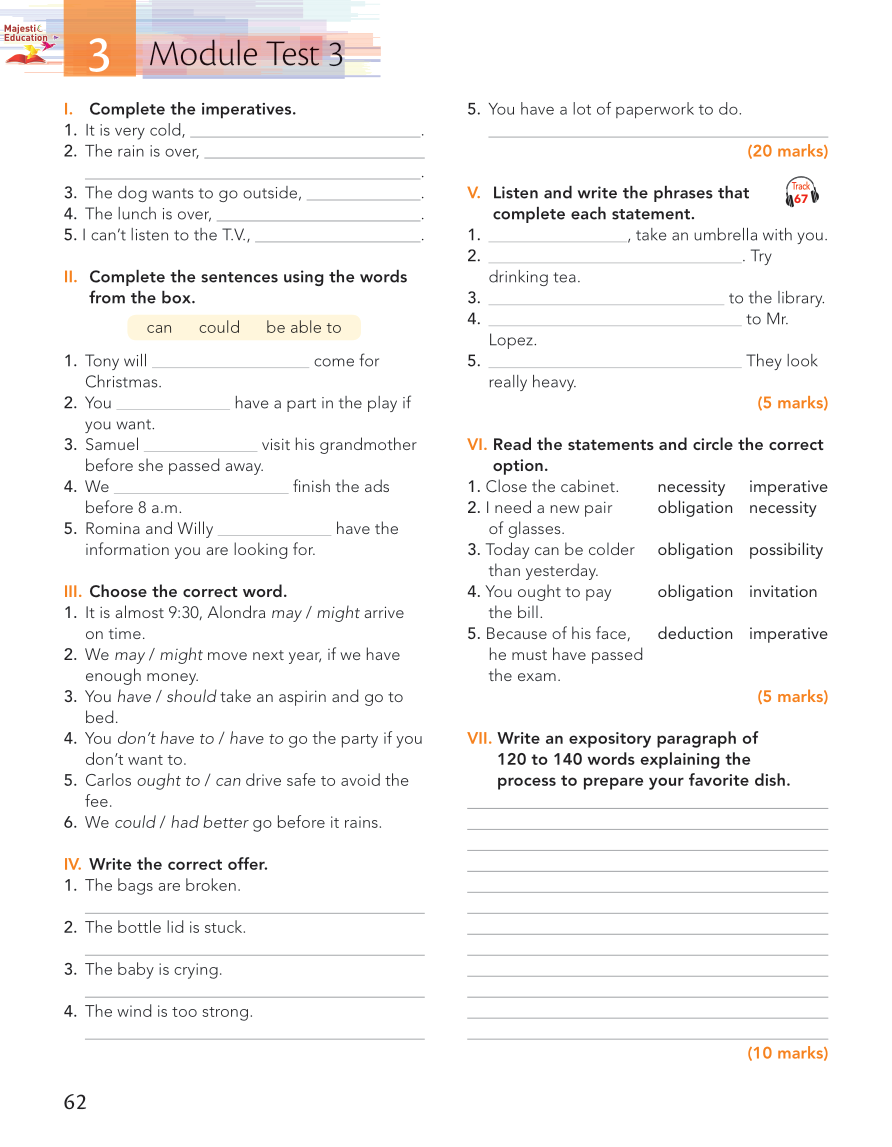 Majestic
Education
3
Module Test 3
I. Complete the imperatives.
1. It is very cold, ______.
2. The rain is over, ______
______.
3. The dog wants to go outside, ______.
4. The lunch is over, ______.
5. I can't listen to the T.V., ______.
II. Complete the sentences using the words
from the box.
can could be able to
1. Tony will ______ come for
Christmas.
2. You ______ have a part in the play if
you want.
3. Samuel ______ visit his grandmother
before she passed away.
4. We ______ finish the ads
before 8 a.m.
5. Romina and Willy ______ have the
information you are looking for.
III. Choose the correct word.
1. It is almost 9:30, Alondra may / might arrive
on time.
2. We may / might move next year, if we have
enough money.
3. You have / should take an aspirin and go to
bed.
4. You don't have to / have to go the party if you
don't want to.
5. Carlos ought to / can drive safe to avoid the
fee.
6. We could / had better go before it rains.
IV. Write the correct offer.
1. The bags are broken.
2. The bottle lid is stuck.
3. The baby is crying.
4. The wind is too strong.
5. You have a lot of paperwork to do.
(20 marks)
V. Listen and write the phrases that
complete each statement.
Track
67
1. ______, take an umbrella with you.
2. ______. Try
drinking tea.
3. ______ to the library.
4. ______ to Mr.
Lopez.
5. ______ They look
really heavy.
(5 marks)
VI. Read the statements and circle the correct
option.
1. Close the cabinet. necessity imperative
2. I need a new pair obligation necessity
of glasses.
3. Today can be colder obligation possibility
than yesterday.
4. You ought to pay obligation invitation
the bill.
5. Because of his face, deduction imperative
he must have passed
the exam.
(5 marks)
VII. Write an expository paragraph of
120 to 140 words explaining the
process to prepare your favorite dish.
(10 marks)
62